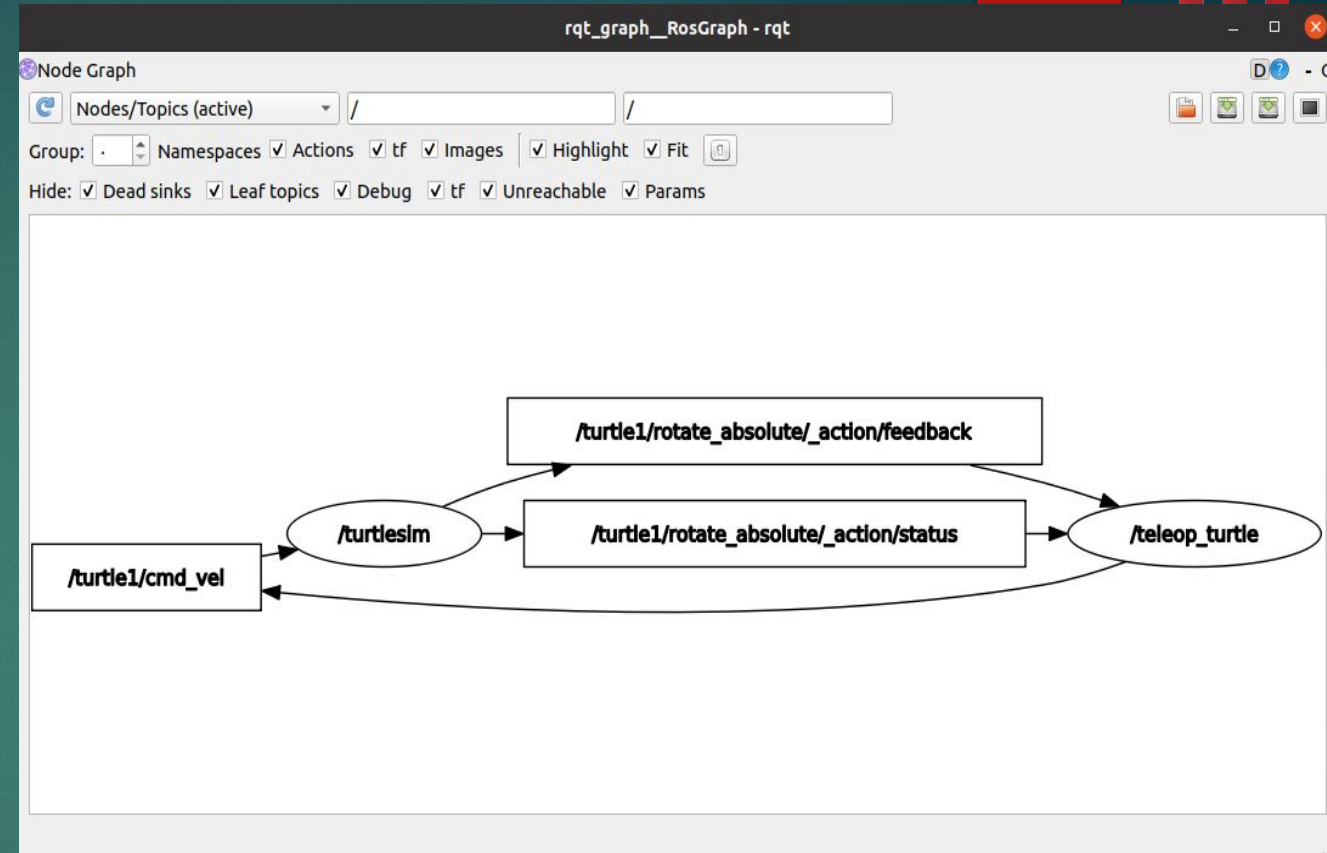 rqt_graph__RosGraph - rqt
Node Graph
D ? - C
Nodes/Topics (active) / /
Group: . Namespaces Actions tf Images Highlight Fit
Hide: Dead sinks Leaf topics Debug tf Unreachable Params
/turtle1/rotate_absolute/_action/feedback
/turtlesim
/turtle1/rotate_absolute/_action/status
/teleop_turtle
/turtle1/cmd_vel